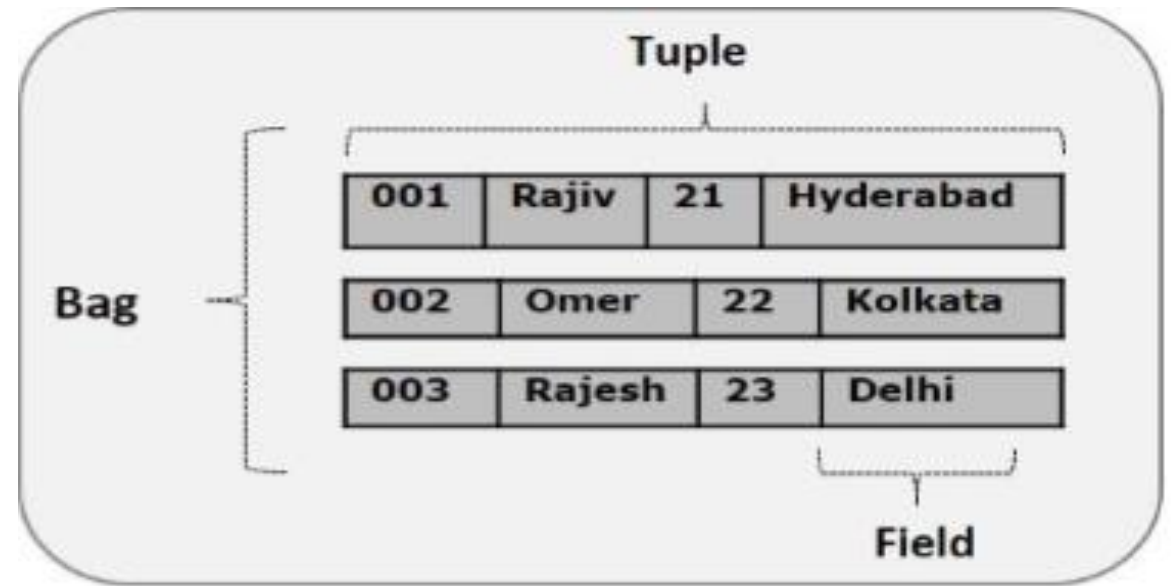 Tuple
001 Rajiv 21 Hyderabad
Bag
002 Omer 22 Kolkata
003 Rajesh 23 Delhi
Field